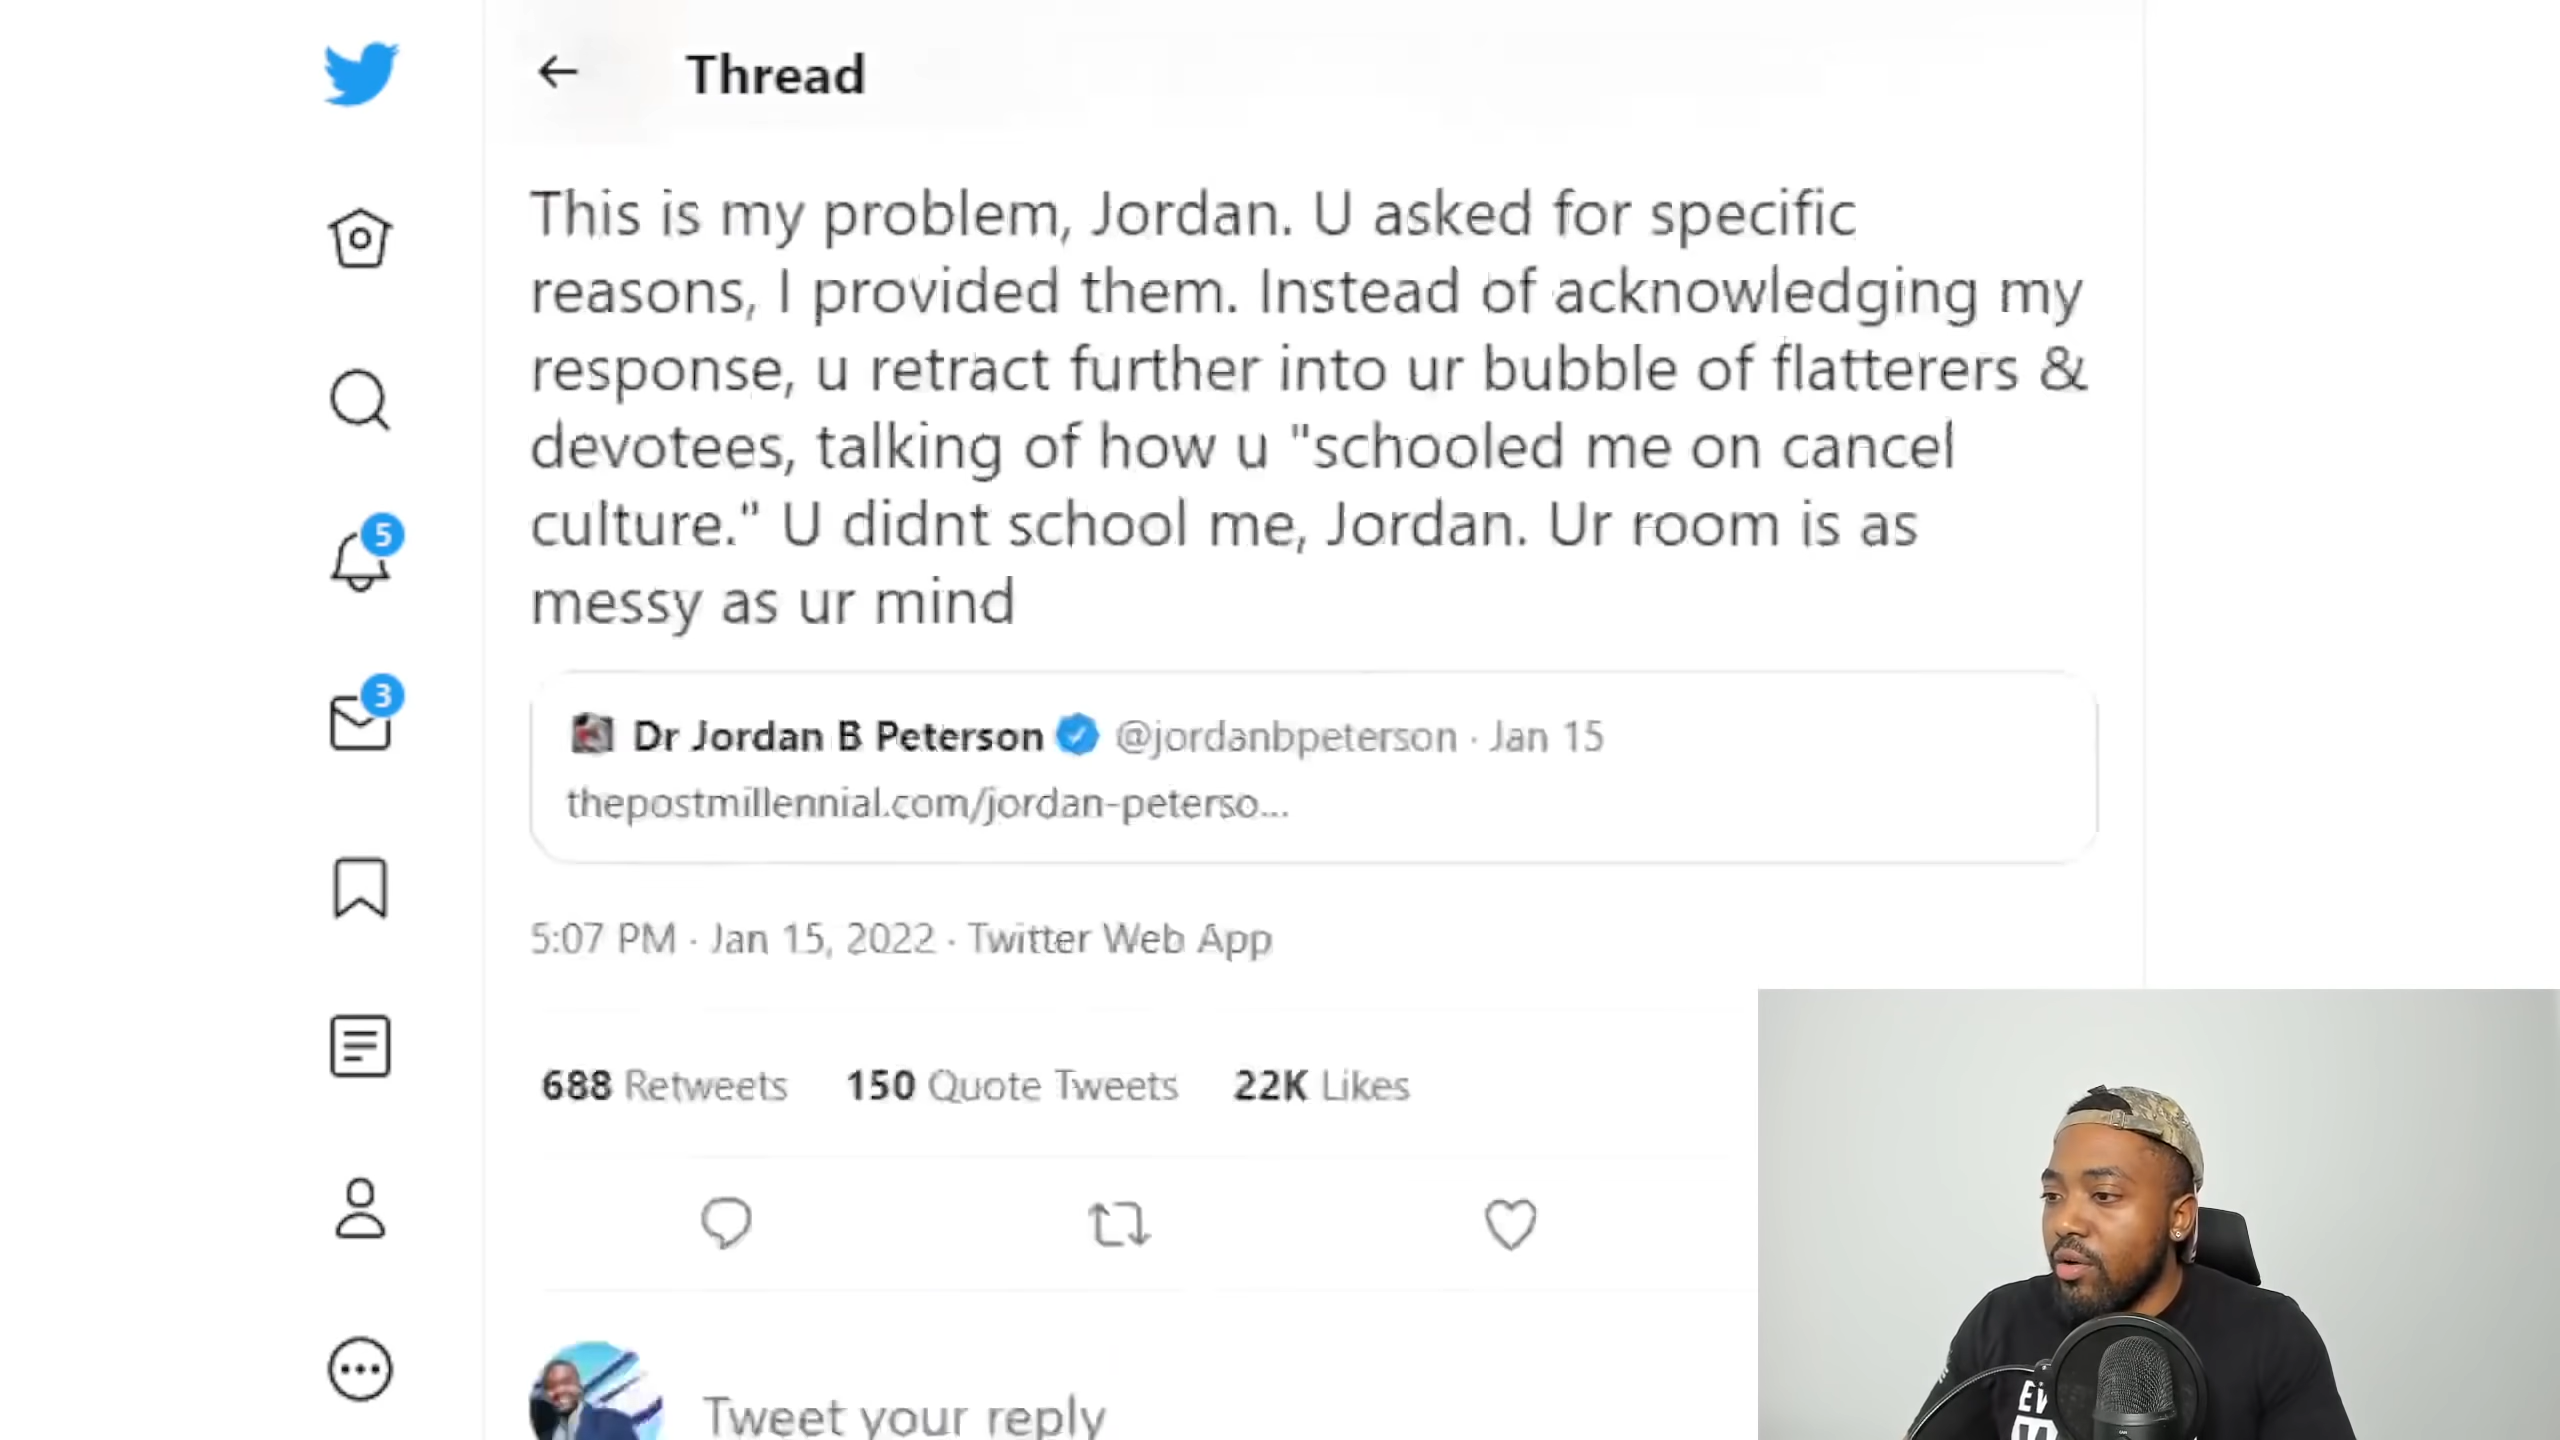 Thread
This is my problem, Jordan. U asked for specific
reasons, I provided them. Instead of acknowledging my
response, u retract further into ur bubble of flatterers &
devotees, talking of how u "schooled me on cancel
culture." U didnt school me, Jordan. Ur room is as
messy as ur mind
Dr Jordan B Peterson @jordanbpeterson · Jan 15
thepostmillennial.com/jordan-peterso...
5:07 PM · Jan 15, 2022 · Twitter Web App
688 Retweets 150 Quote Tweets 22K Likes
Tweet your reply
5
3